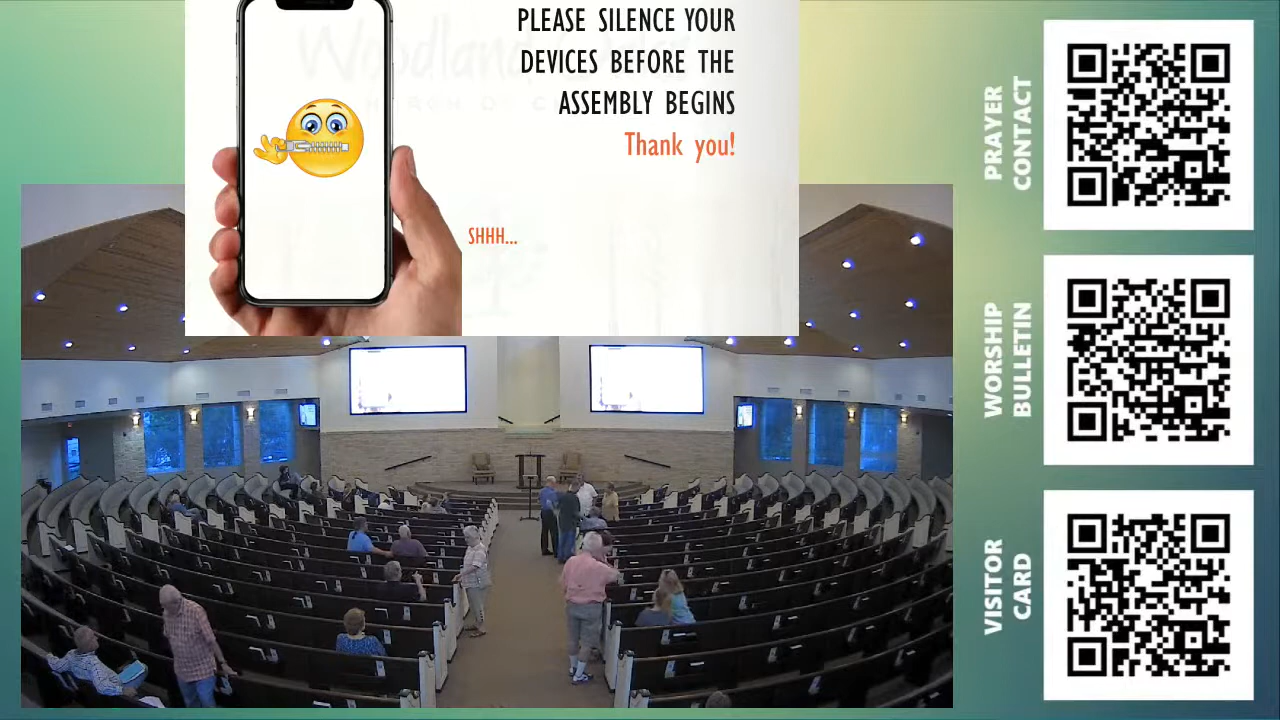 PLEASE SILENCE YOUR
DEVICES BEFORE THE
ASSEMBLY BEGINS
Thank you!
SHHH...
PRAYER
CONTACT
WORSHIP
BULLETIN
VISITOR
CARD